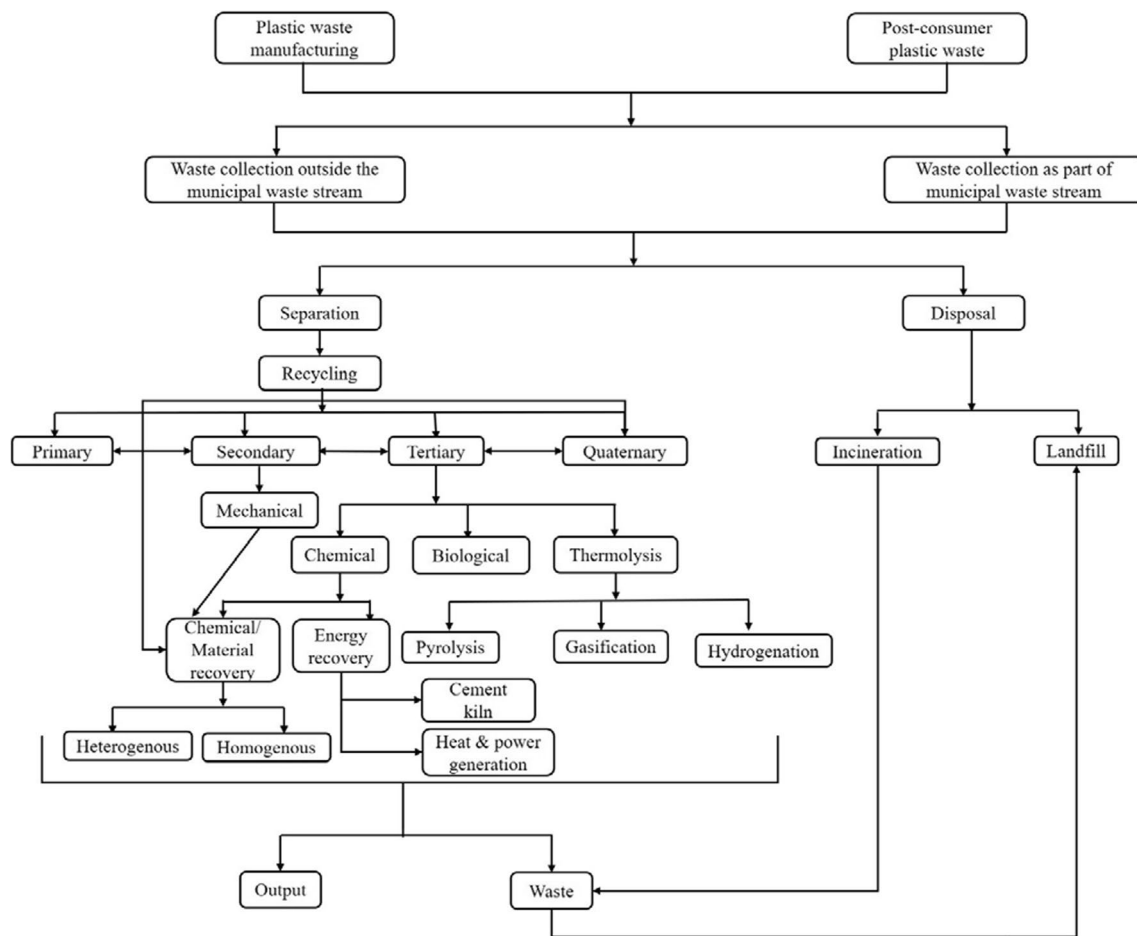 Plastic waste
manufacturing
Post-consumer
plastic waste
Waste collection outside the
municipal waste stream
Waste collection as part of
municipal waste stream
Separation
Disposal
Recycling
Primary
Secondary
Tertiary
Quaternary
Incineration
Landfill
Mechanical
Chemical
Biological
Thermolysis
Chemical/
Material
recovery
Energy
recovery
Pyrolysis
Gasification
Hydrogenation
Cement
kiln
Heterogenous
Homogenous
Heat & power
generation
Output
Waste